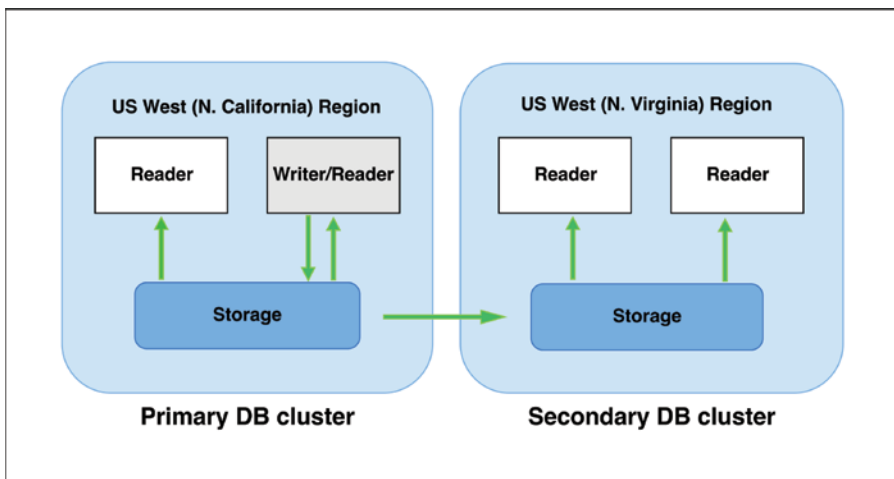 US West (N. California) Region
US West (N. Virginia) Region
Reader
Writer/Reader
Reader
Reader
Storage
Storage
Primary DB cluster
Secondary DB cluster